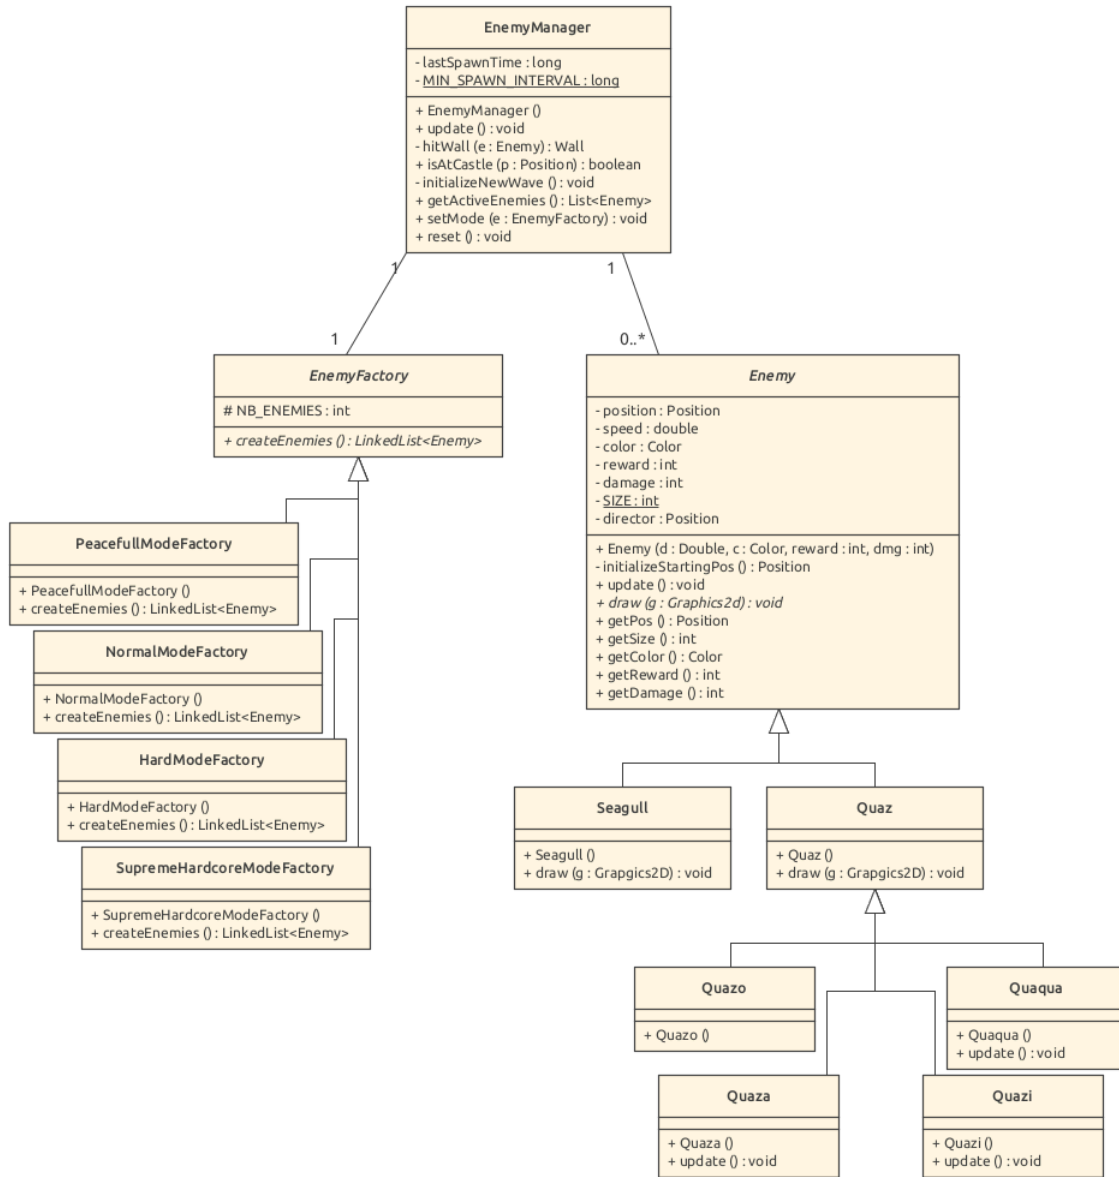 EnemyManager
- lastSpawnTime : long
- MIN_SPAWN_INTERVAL : long
+ EnemyManager ()
+ update () : void
- hitWall (e : Enemy) : Wall
+ isAtCastle (p : Position) : boolean
- initializeNewWave () : void
+ getActiveEnemies () : List<Enemy>
+ setMode (e : EnemyFactory) : void
+ reset () : void
1
1
1
0..*
EnemyFactory
# NB_ENEMIES : int
+ createEnemies () : LinkedList<Enemy>
Enemy
- position : Position
- speed : double
- color : Color
- reward : int
- damage : int
- SIZE : int
- director : Position
+ Enemy (d : Double, c : Color, reward : int, dmg : int)
- initializeStartingPos () : Position
+ update () : void
+ draw (g : Graphics2d) : void
+ getPos () : Position
+ getSize () : int
+ getColor () : Color
+ getReward () : int
+ getDamage () : int
PeacefullModeFactory
+ PeacefullModeFactory ()
+ createEnemies () : LinkedList<Enemy>
NormalModeFactory
+ NormalModeFactory ()
+ createEnemies () : LinkedList<Enemy>
HardModeFactory
+ HardModeFactory ()
+ createEnemies () : LinkedList<Enemy>
SupremeHardcoreModeFactory
+ SupremeHardcoreModeFactory ()
+ createEnemies () : LinkedList<Enemy>
Seagull
+ Seagull ()
+ draw (g : Grapgics2D) : void
Quaz
+ Quaz ()
+ draw (g : Grapgics2D) : void
Quazo
+ Quazo ()
Quaqua
+ Quaqua ()
+ update () : void
Quaza
+ Quaza ()
+ update () : void
Quazi
+ Quazi ()
+ update () : void